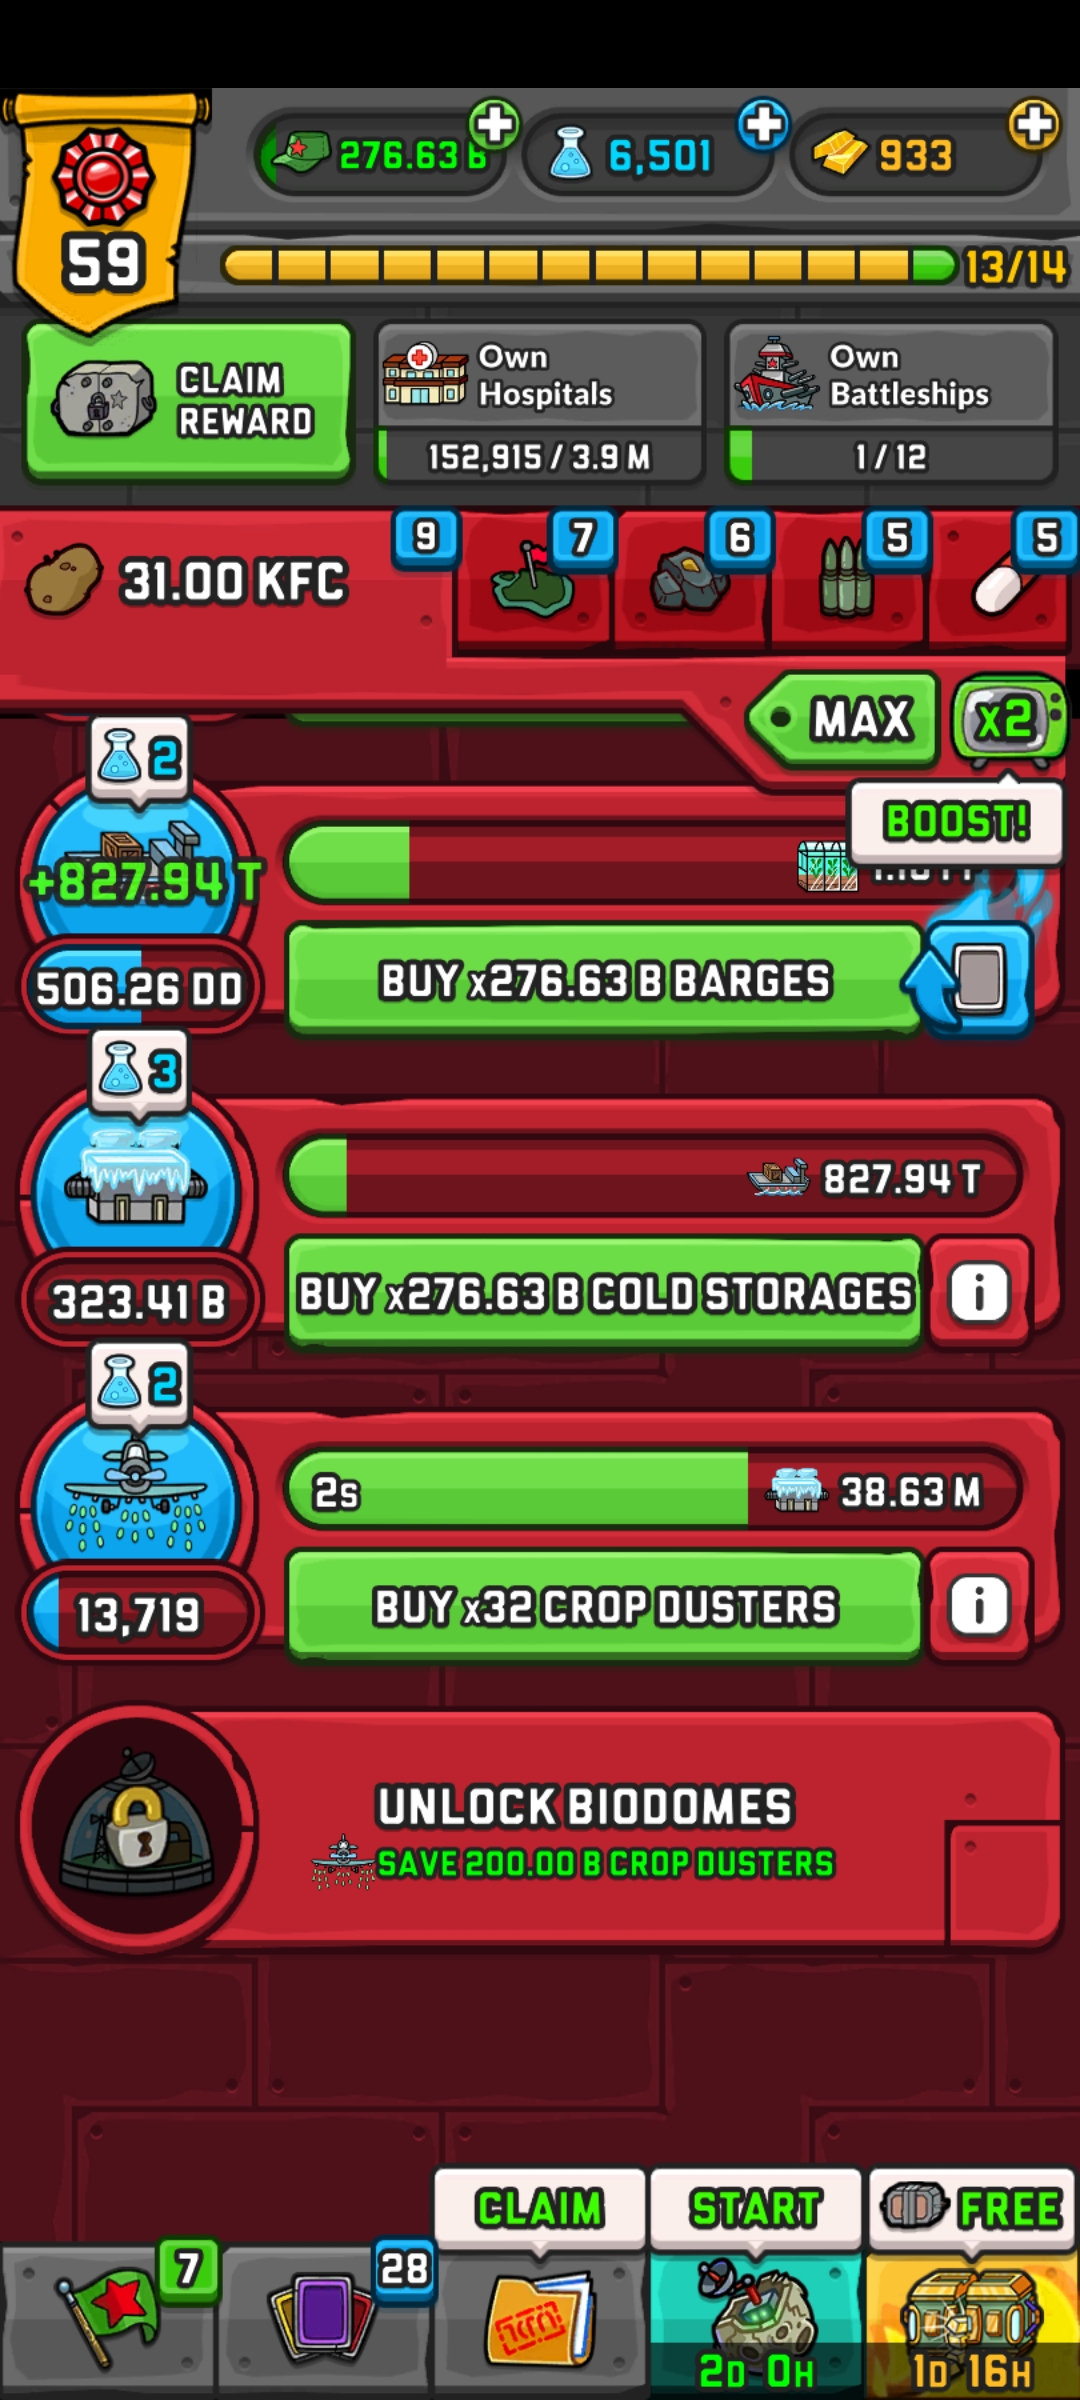 59
276.63 B
6,501
933
13/14
CLAIM
REWARD
Own
Hospitals
152,915 / 3.9 M
Own
Battleships
1 / 12
31.00 KFC
9
7
6
5
5
MAX
x2
BOOST!
2
+827.94 T
506.26 DD
BUY x276.63 B BARGES
3
827.94 T
323.41 B
BUY x276.63 B COLD STORAGES
i
2
2s
38.63 M
13,719
BUY x32 CROP DUSTERS
i
UNLOCK BIODOMES
SAVE 200.00 B CROP DUSTERS
CLAIM
START
FREE
7
28
2D 0H
1D 16H